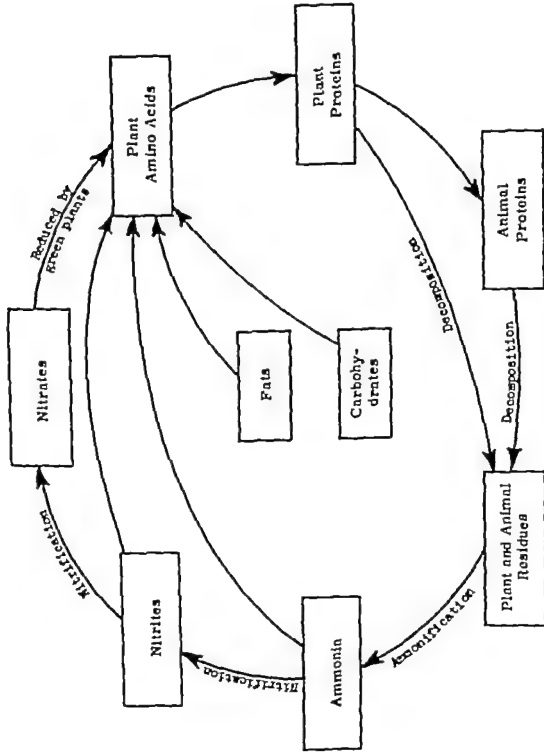 Nitrates
Reduced by
green plants
Plant
Amino Acids
Plant
Proteins
Animal
Proteins
Decomposition
Decomposition
Plant and Animal
Residues
Ammonification
Ammonia
Nitrification
Nitrites
Nitrification
Fats
Carbohy-
drates